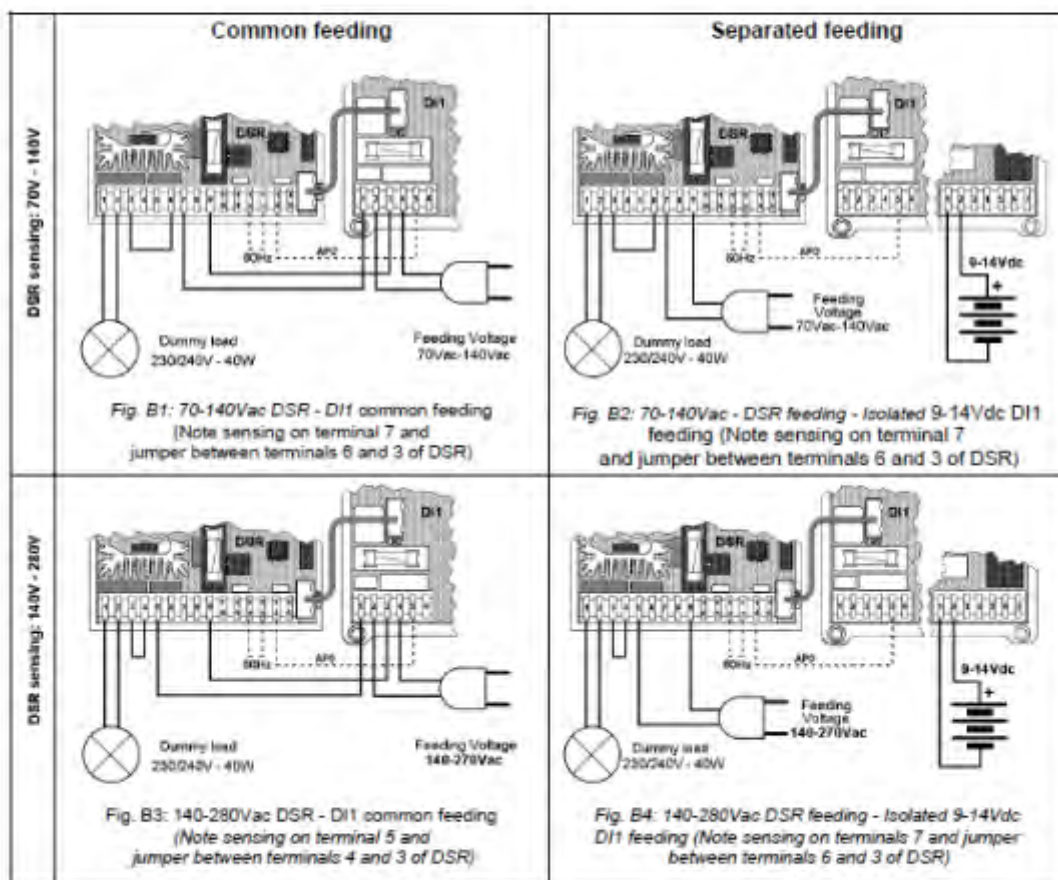 Common feeding
Separated feeding
DSR sensing: 70V - 140V
DSR
DI1
60Hz
AP2
Dummy load
230/240V - 40W
Feeding Voltage
70Vac-140Vac
Fig. B1: 70-140Vac DSR - DI1 common feeding
(Note sensing on terminal 7 and
jumper between terminals 6 and 3 of DSR)
DSR
DI1
60Hz
AP2
9-14Vdc
+
Feeding
Voltage
70Vac-140Vac
Dummy load
230/240V - 40W
Fig. B2: 70-140Vac - DSR feeding - Isolated 9-14Vdc DI1
feeding (Note sensing on terminal 7
and jumper between terminals 6 and 3 of DSR)
DSR sensing: 140V - 280V
DSR
DI1
60Hz
Dummy load
230/240V - 40W
Feeding Voltage
140-270Vac
Fig. B3: 140-280Vac DSR - DI1 common feeding
(Note sensing on terminal 5 and
jumper between terminals 4 and 3 of DSR)
DSR
DI1
60Hz
9-14Vdc
+
Feeding
Voltage
140-270Vac
Dummy load
230/240V - 40W
Fig. B4: 140-280Vac DSR feeding - Isolated 9-14Vdc
DI1 feeding (Note sensing on terminals 7 and jumper
between terminals 6 and 3 of DSR)